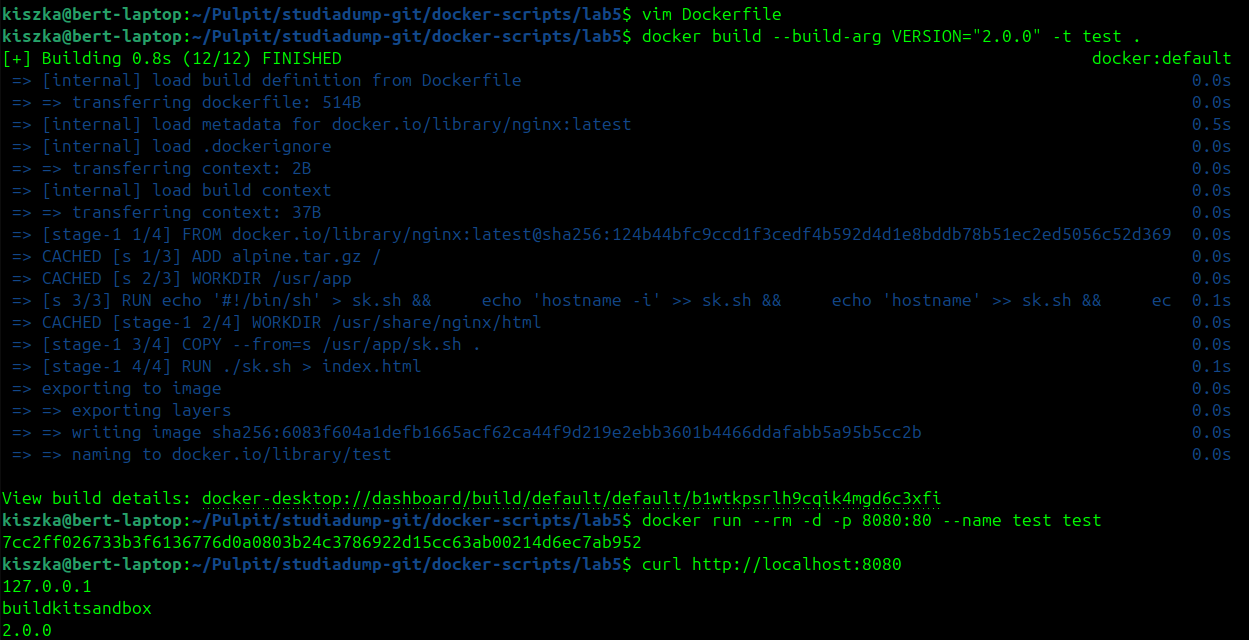 kiszka@bert-laptop:~/Pulpit/studiadump-git/docker-scripts/lab5$ vim Dockerfile
kiszka@bert-laptop:~/Pulpit/studiadump-git/docker-scripts/lab5$ docker build --build-arg VERSION="2.0.0" -t test .
[+] Building 0.8s (12/12) FINISHED docker:default
=> [internal] load build definition from Dockerfile 0.0s
=> => transferring dockerfile: 514B 0.0s
=> [internal] load metadata for docker.io/library/nginx:latest 0.5s
=> [internal] load .dockerignore 0.0s
=> => transferring context: 2B 0.0s
=> [internal] load build context 0.0s
=> => transferring context: 37B 0.0s
=> [stage-1 1/4] FROM docker.io/library/nginx:latest@sha256:124b44bfc9ccd1f3cedf4b592d4d1e8bddb78b51ec2ed5056c52d369 0.0s
=> CACHED [s 1/3] ADD alpine.tar.gz / 0.0s
=> CACHED [s 2/3] WORKDIR /usr/app 0.0s
=> [s 3/3] RUN echo '#!/bin/sh' > sk.sh && echo 'hostname -i' >> sk.sh && echo 'hostname' >> sk.sh && ec 0.1s
=> CACHED [stage-1 2/4] WORKDIR /usr/share/nginx/html 0.0s
=> [stage-1 3/4] COPY --from=s /usr/app/sk.sh . 0.0s
=> [stage-1 4/4] RUN ./sk.sh > index.html 0.1s
=> exporting to image 0.0s
=> => exporting layers 0.0s
=> => writing image sha256:6083f604a1defb1665acf62ca44f9d219e2ebb3601b4466ddafabb5a95b5cc2b 0.0s
=> => naming to docker.io/library/test 0.0s
View build details: docker-desktop://dashboard/build/default/default/b1wtkpsrlh9cqik4mgd6c3xfi
kiszka@bert-laptop:~/Pulpit/studiadump-git/docker-scripts/lab5$ docker run --rm -d -p 8080:80 --name test test
7cc2ff026733b3f6136776d0a0803b24c3786922d15cc63ab00214d6ec7ab952
kiszka@bert-laptop:~/Pulpit/studiadump-git/docker-scripts/lab5$ curl http://localhost:8080
127.0.0.1
buildkitsandbox
2.0.0